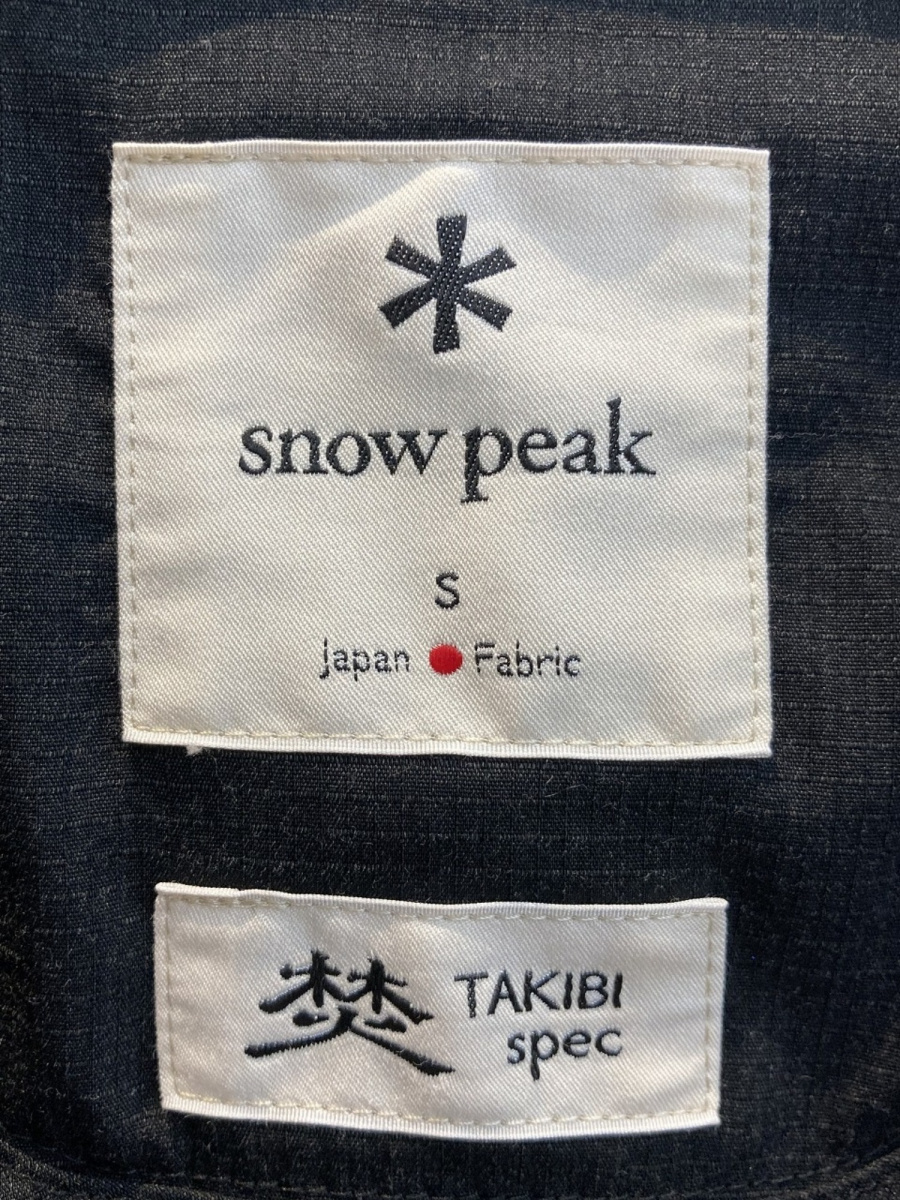 snow peak
S
Japan Fabric
焚 TAKIBI
spec